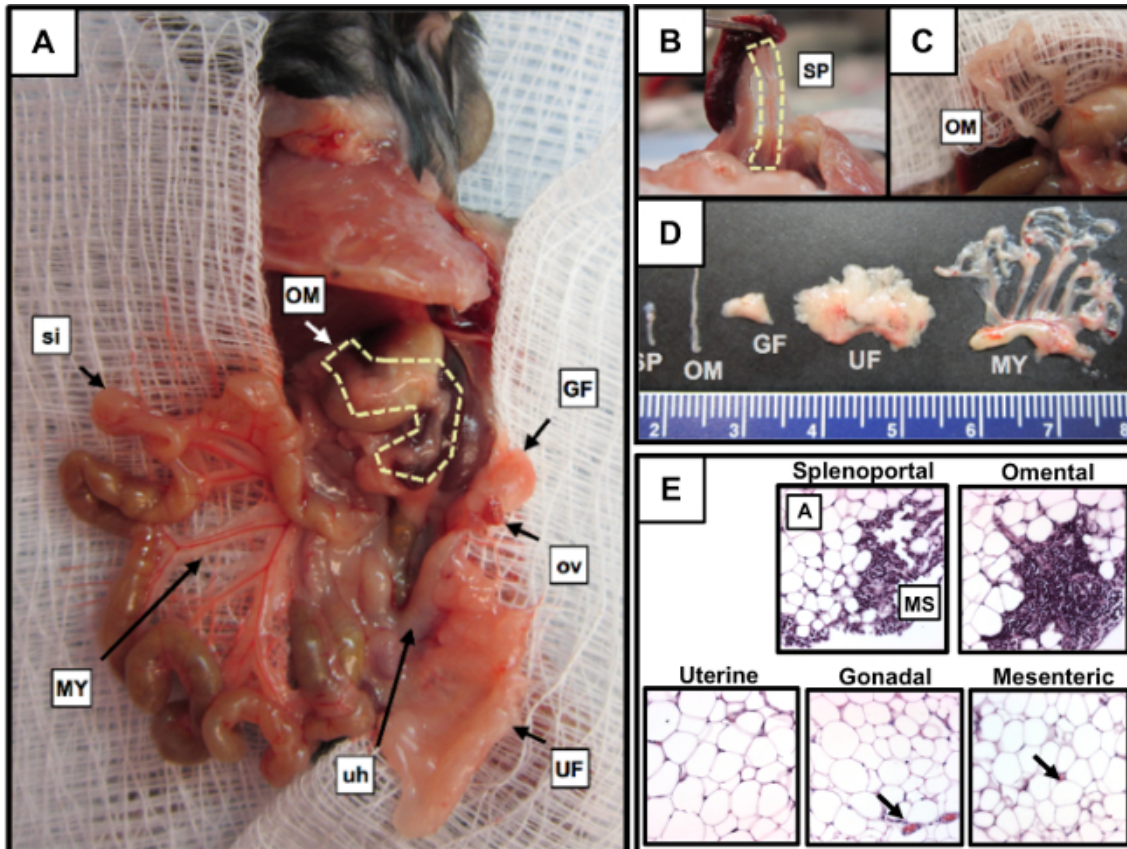 A
OM
si
GF
ov
MY
uh
UF
B
SP
C
OM
D
SP
OM
GF
UF
MY
2 3 4 5 6 7 8
E
Splenoportal
Omental
A
MS
Uterine
Gonadal
Mesenteric